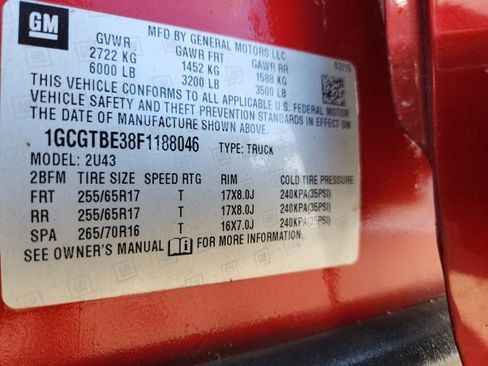 GM
MFD BY GENERAL MOTORS LLC
GVWR GAWR FRT GAWR RR 02/15
2722 KG 1452 KG 1588 KG
6000 LB 3200 LB 3500 LB
THIS VEHICLE CONFORMS TO ALL APPLICABLE U.S. FEDERAL MOTOR
VEHICLE SAFETY AND THEFT PREVENTION STANDARDS IN EFFECT ON
THE DATE OF MANUFACTURE SHOWN ABOVE.
1GCGTBE38F1188046 TYPE: TRUCK
MODEL: 2U43
2BFM TIRE SIZE SPEED RTG RIM COLD TIRE PRESSURE
FRT 255/65R17 T 17X8.0J 240KPA(35PSI)
RR 255/65R17 T 17X8.0J 240KPA(35PSI)
SPA 265/70R16 T 16X7.0J 240KPA(35PSI)
SEE OWNER'S MANUAL FOR MORE INFORMATION.